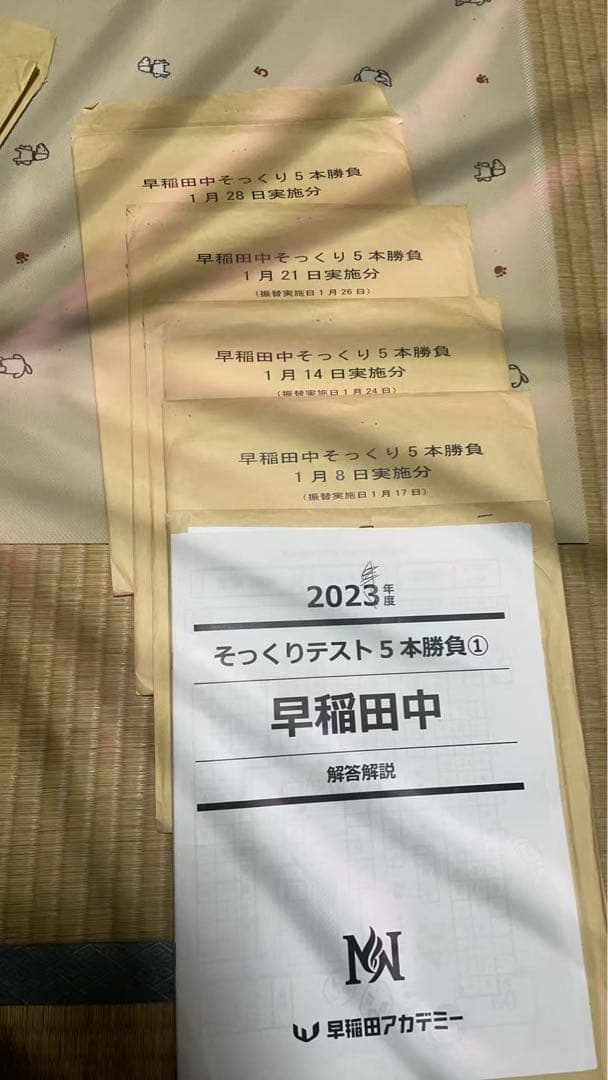 早稲田中そっくり5本勝負
1月28日実施分
早稲田中そっくり5本勝負
1月21日実施分
(振替実施日1月26日)
早稲田中そっくり5本勝負
1月14日実施分
(振替実施日1月24日)
早稲田中そっくり5本勝負
1月8日実施分
(振替実施日1月17日)
2023年度
そっくりテスト5本勝負①
早稲田中
解答解説
NW
早稲田アカデミー